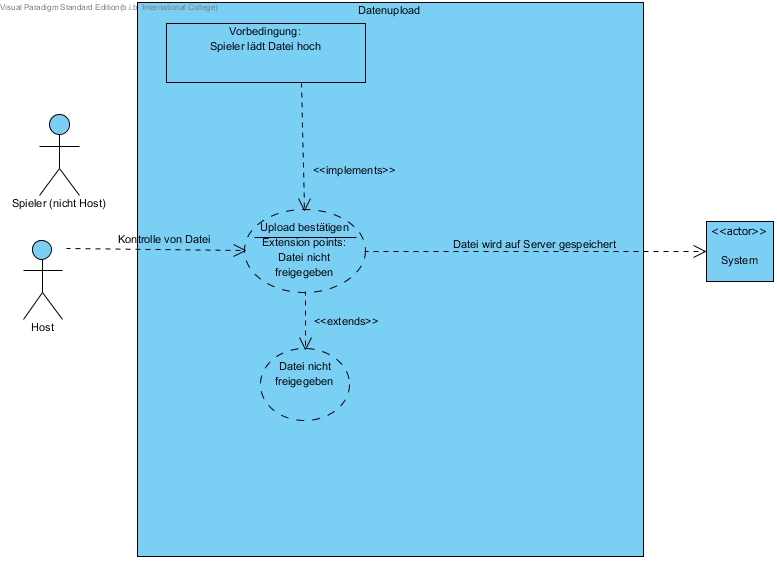 Visual Paradigm Standard Edition(b.i.b. International College)
Datenupload
Vorbedingung:
Spieler lädt Datei hoch
<<implements>>
Spieler (nicht Host)
Upload bestätigen
Extension points:
Datei nicht
freigegeben
Kontrolle von Datei
Datei wird auf Server gespeichert
<<actor>>
System
Host
<<extends>>
Datei nicht
freigegeben